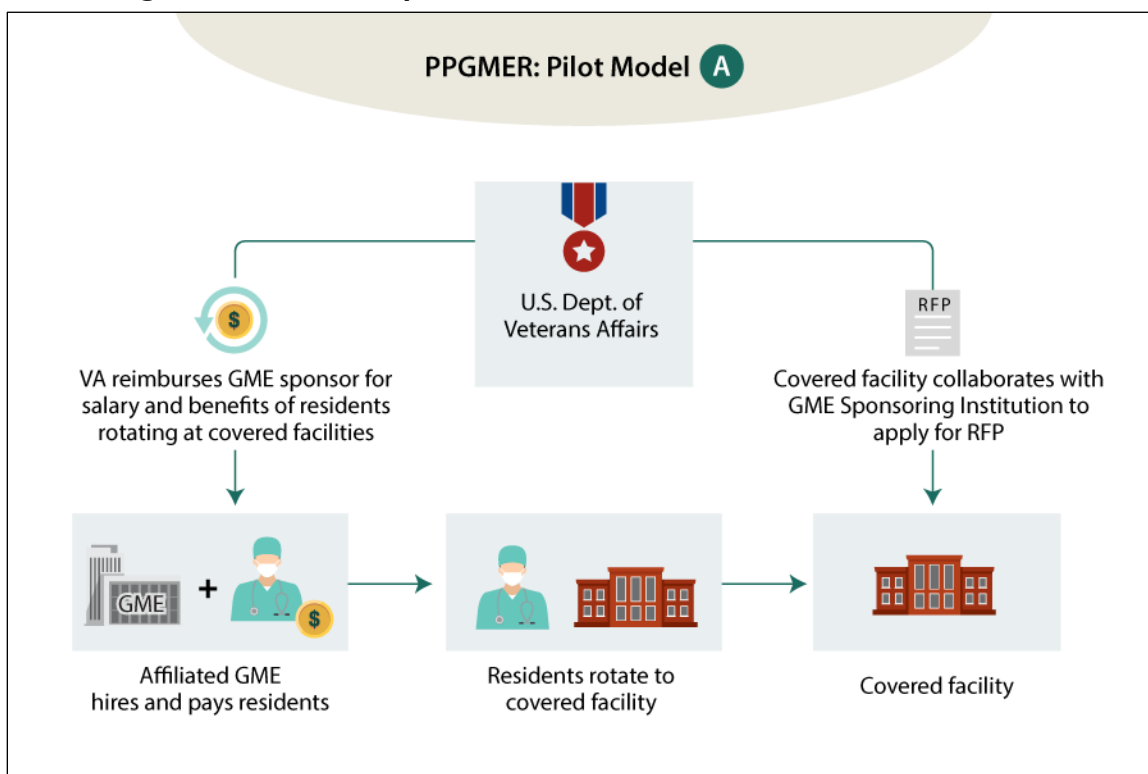 PPGMER: Pilot Model A
U.S. Dept. of
Veterans Affairs
$
VA reimburses GME sponsor for
salary and benefits of residents
rotating at covered facilities
RFP
Covered facility collaborates with
GME Sponsoring Institution to
apply for RFP
GME
+
$
Affiliated GME
hires and pays residents
Residents rotate to
covered facility
Covered facility